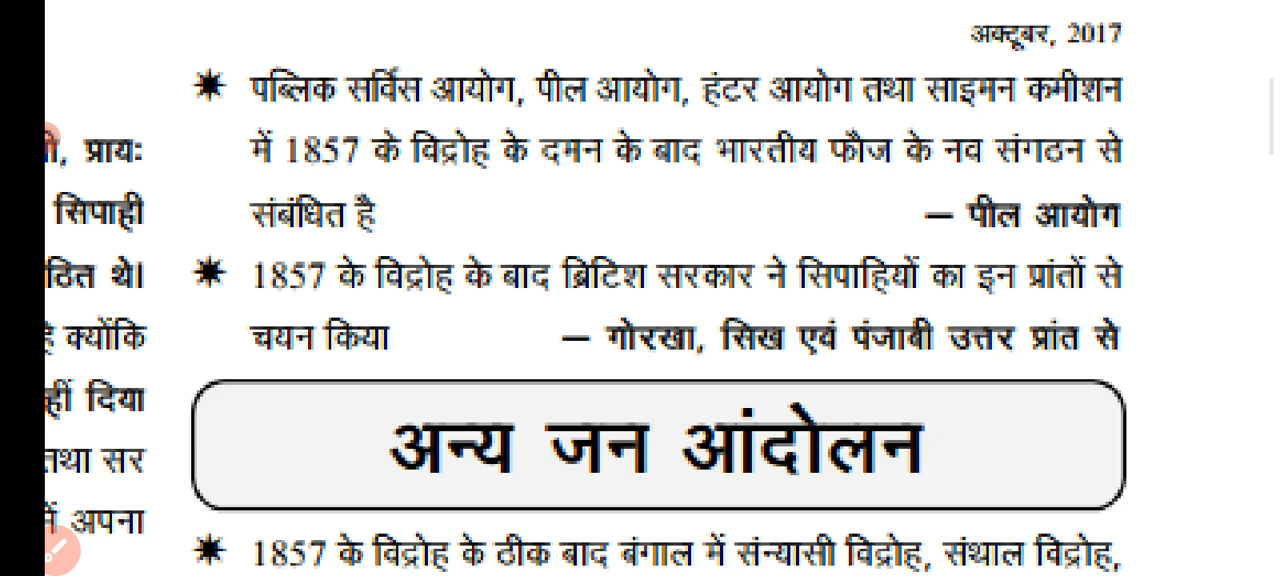 अक्टूबर, 2017
✷ पब्लिक सर्विस आयोग, पील आयोग, हंटर आयोग तथा साइमन कमीशन
में 1857 के विद्रोह के दमन के बाद भारतीय फौज के नव संगठन से
संबंधित है — पील आयोग
✷ 1857 के विद्रोह के बाद ब्रिटिश सरकार ने सिपाहियों का इन प्रांतों से
चयन किया — गोरखा, सिख एवं पंजाबी उत्तर प्रांत से
अन्य जन आंदोलन
✷ 1857 के विद्रोह के ठीक बाद बंगाल में संन्यासी विद्रोह, संथाल विद्रोह,
प्रायः
सिपाही
थे।
क्योंकि
दिया
सर
अपना